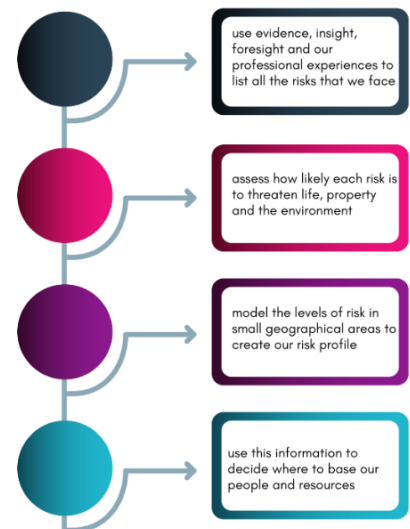 use evidence, insight,
foresight and our
professional experiences to
list all the risks that we face
assess how likely each risk is
to threaten life, property
and the environment
model the levels of risk in
small geographical areas to
create our risk profile
use this information to
decide where to base our
people and resources